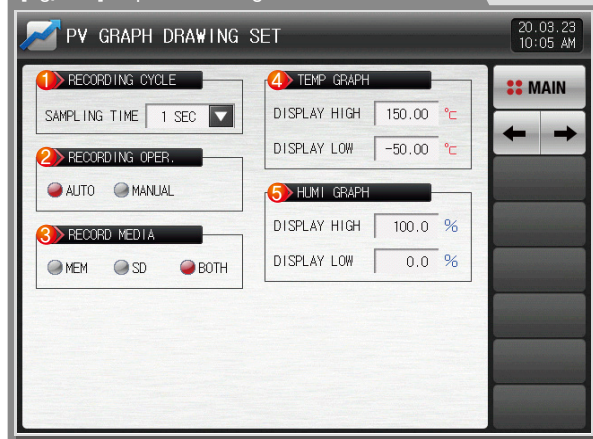 PV GRAPH DRAWING SET
20.03.23
10:05 AM
1 RECORDING CYCLE
SAMPLING TIME 1 SEC
2 RECORDING OPER.
AUTO MANUAL
3 RECORD MEDIA
MEM SD BOTH
4 TEMP GRAPH
DISPLAY HIGH 150.00 ℃
DISPLAY LOW -50.00 ℃
5 HUMI GRAPH
DISPLAY HIGH 100.0 %
DISPLAY LOW 0.0 %
MAIN